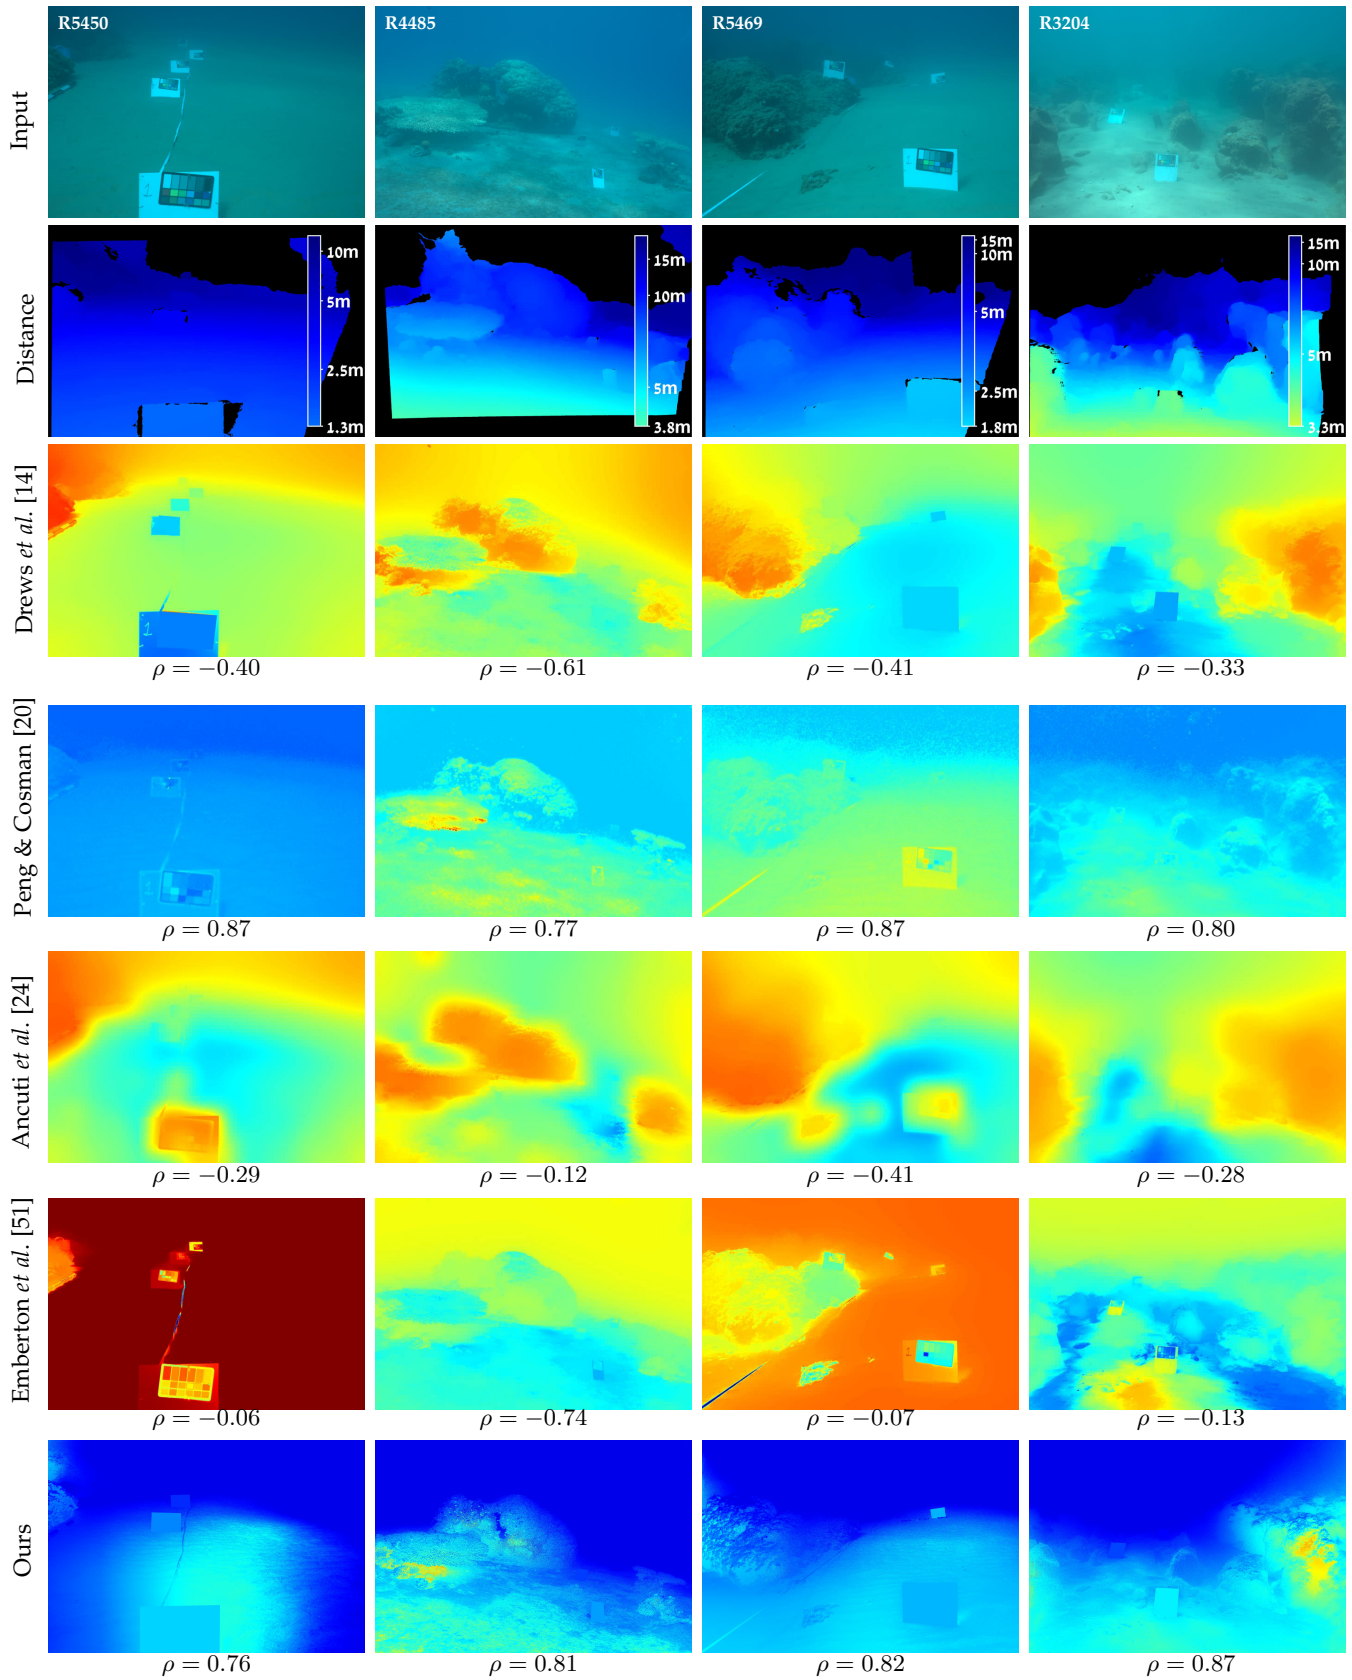 Input
R5450
R4485
R5469
R3204
Distance
10m
5m
2.5m
1.3m
15m
10m
5m
3.8m
15m
10m
5m
2.5m
1.8m
15m
10m
5m
3.3m
Drews et al. [14]
1
ρ = −0.40
ρ = −0.61
ρ = −0.41
ρ = −0.33
Peng & Cosman [20]
ρ = 0.87
ρ = 0.77
ρ = 0.87
ρ = 0.80
Ancuti et al. [24]
ρ = −0.29
ρ = −0.12
ρ = −0.41
ρ = −0.28
Emberton et al. [51]
ρ = −0.06
ρ = −0.74
ρ = −0.07
ρ = −0.13
Ours
ρ = 0.76
ρ = 0.81
ρ = 0.82
ρ = 0.87